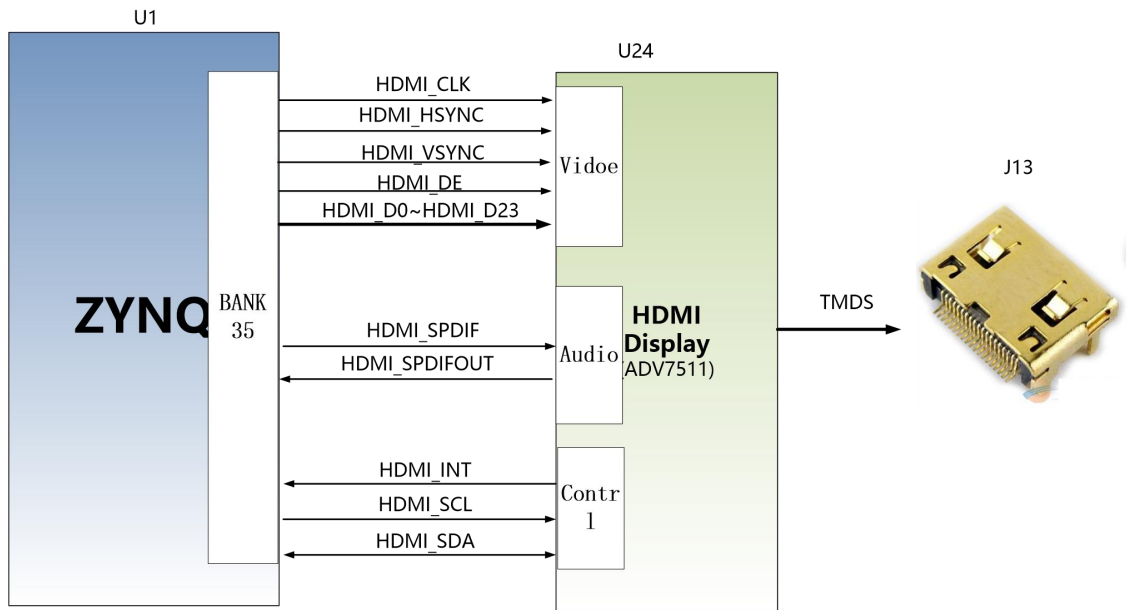 U1
U24
HDMI_CLK
HDMI_HSYNC
HDMI_VSYNC
HDMI_DE
HDMI_D0~HDMI_D23
Vidoe
J13
ZYNQ
BANK
35
HDMI_SPDIF
HDMI_SPDIFOUT
Audio
HDMI
Display
(ADV7511)
TMDS
HDMI_INT
HDMI_SCL
HDMI_SDA
Contr
l